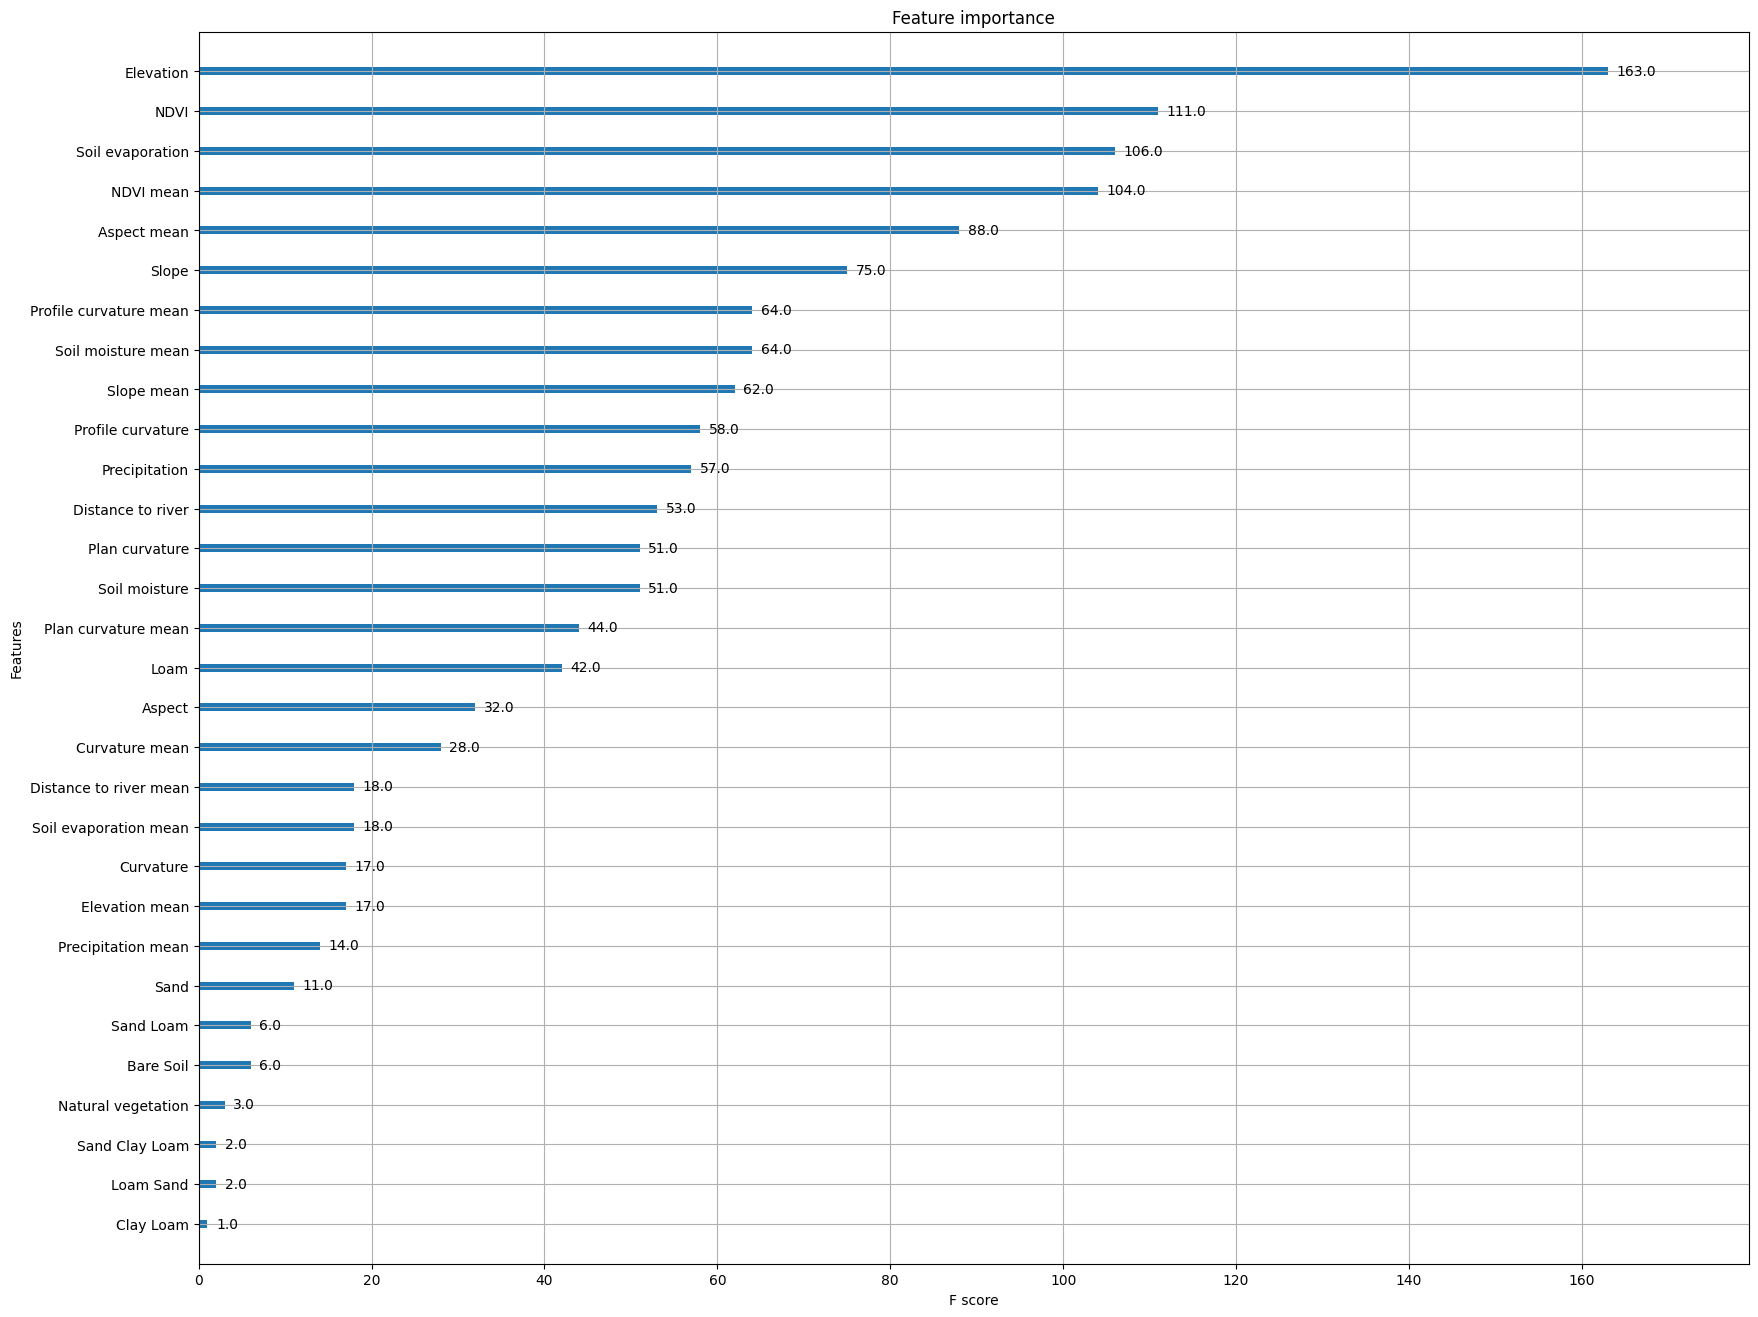 Feature importance
Elevation 163.0
NDVI 111.0
Soil evaporation 106.0
NDVI mean 104.0
Aspect mean 88.0
Slope 75.0
Profile curvature mean 64.0
Soil moisture mean 64.0
Slope mean 62.0
Profile curvature 58.0
Precipitation 57.0
Distance to river 53.0
Plan curvature 51.0
Soil moisture 51.0
Plan curvature mean 44.0
Features
Loam 42.0
Aspect 32.0
Curvature mean 28.0
Distance to river mean 18.0
Soil evaporation mean 18.0
Curvature 17.0
Elevation mean 17.0
Precipitation mean 14.0
Sand 11.0
Sand Loam 6.0
Bare Soil 6.0
Natural vegetation 3.0
Sand Clay Loam 2.0
Loam Sand 2.0
Clay Loam 1.0
0 20 40 60 80 100 120 140 160
F score